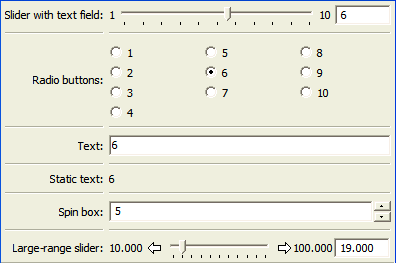 Slider with text field: 1 10 6
Radio buttons:
1 5 8
2 6 9
3 7 10
4
Text: 6
Static text: 6
Spin box: 5
Large-range slider: 10.000 100.000 19.000